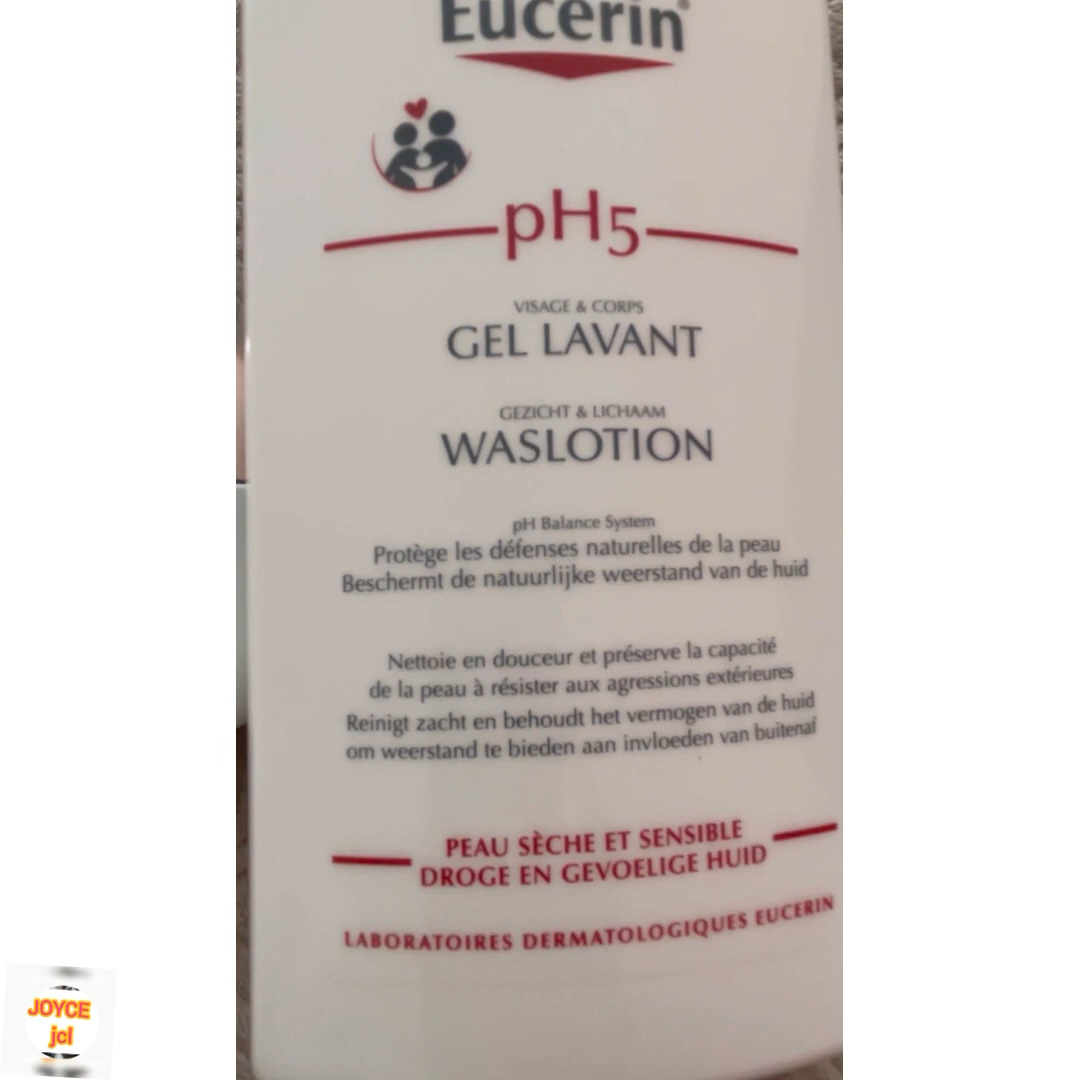 Eucerin®
pH5
VISAGE & CORPS
GEL LAVANT
GEZICHT & LICHAAM
WASLOTION
pH Balance System
Protège les défenses naturelles de la peau
Beschermt de natuurlijke weerstand van de huid
Nettoie en douceur et préserve la capacité
de la peau à résister aux agressions extérieures
Reinigt zacht en behoudt het vermogen van de huid
om weerstand te bieden aan invloeden van buitenaf
PEAU SÈCHE ET SENSIBLE
DROGE EN GEVOELIGE HUID
LABORATOIRES DERMATOLOGIQUES EUCERIN
JOYCE
jcl